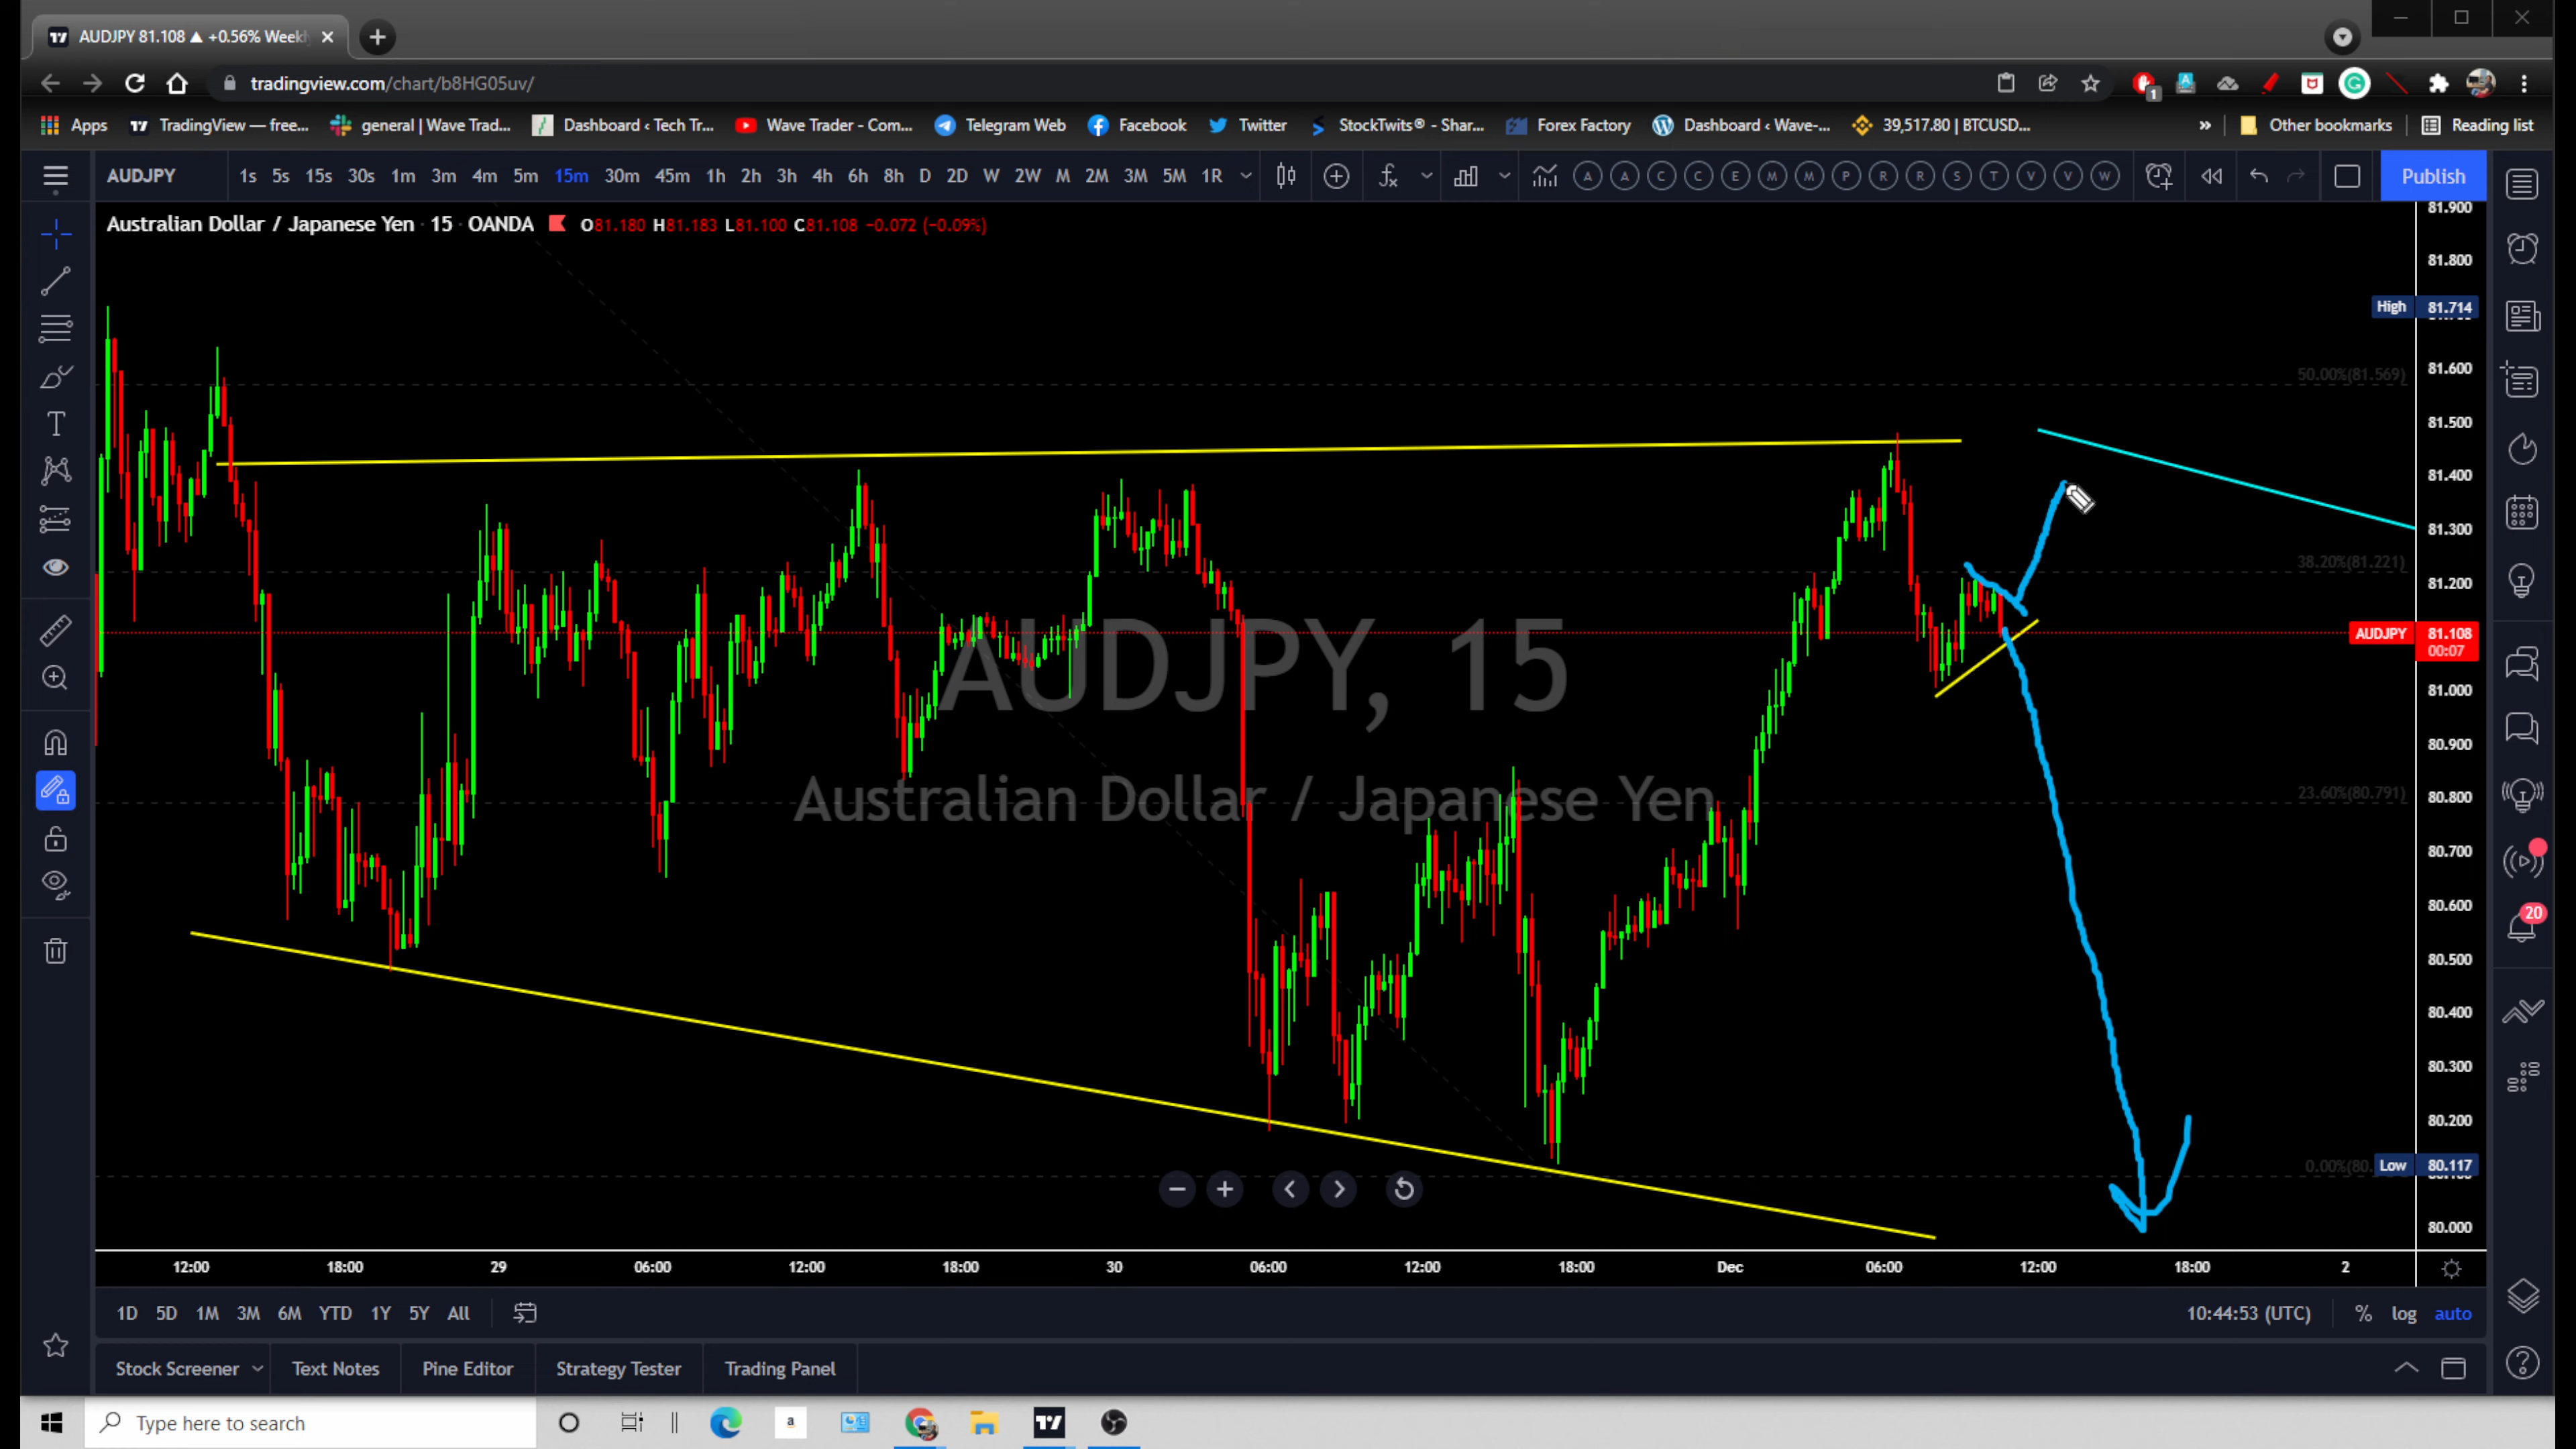 AUDJPY 81.108 ▲ +0.56% Weekl
tradingview.com/chart/b8HG05uv/
1
Apps TradingView — free... general | Wave Trad... Dashboard ‹ Tech Tr... Wave Trader - Com... Telegram Web Facebook Twitter StockTwits® - Shar... Forex Factory Dashboard ‹ Wave-... 39,517.80 | BTCUSD... » Other bookmarks Reading list
AUDJPY 1s 5s 15s 30s 1m 3m 4m 5m 15m 30m 45m 1h 2h 3h 4h 6h 8h D 2D W 2W M 2M 3M 5M 1R A A C C E M M P R R S T V V W Publish
Australian Dollar / Japanese Yen · 15 · OANDA O81.180 H81.183 L81.100 C81.108 -0.072 (-0.09%)
81.900
81.800
High 81.714
50.00%(81.569)
81.600
81.500
81.400
81.300
38.20%(81.221)
81.200
AUDJPY 81.108
00:07
81.000
AUDJPY, 15
Australian Dollar / Japanese Yen
80.900
23.60%(80.791)
80.800
80.700
80.600
20
80.500
80.400
80.300
80.200
0.00%(80. Low 80.117
80.000
12:00 18:00 29 06:00 12:00 18:00 30 06:00 12:00 18:00 Dec 06:00 12:00 18:00 2
1D 5D 1M 3M 6M YTD 1Y 5Y All 10:44:53 (UTC) % log auto
Stock Screener Text Notes Pine Editor Strategy Tester Trading Panel
Type here to search